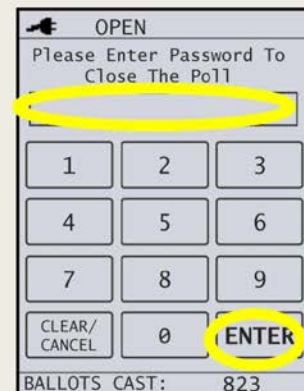 OPEN
Please Enter Password To
Close The Poll
1 2 3
4 5 6
7 8 9
CLEAR/
CANCEL
0 ENTER
BALLOTS CAST: 823